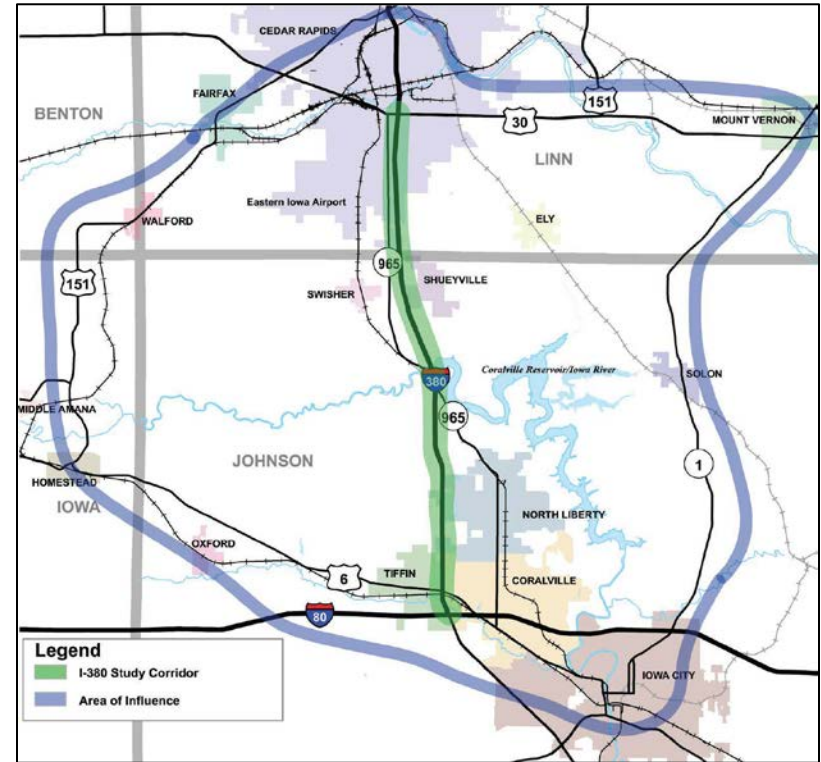 CEDAR RAPIDS
FAIRFAX
BENTON
151
MOUNT VERNON
30
LINN
Eastern Iowa Airport
WALFORD
ELY
151
965
SHUEYVILLE
SWISHER
Coralville Reservoir/Iowa River
380
SOLON
MIDDLE AMANA
965
JOHNSON
1
HOMESTEAD
IOWA
NORTH LIBERTY
OXFORD
TIFFIN
6
CORALVILLE
80
Legend
I-380 Study Corridor
Area of Influence
IOWA CITY